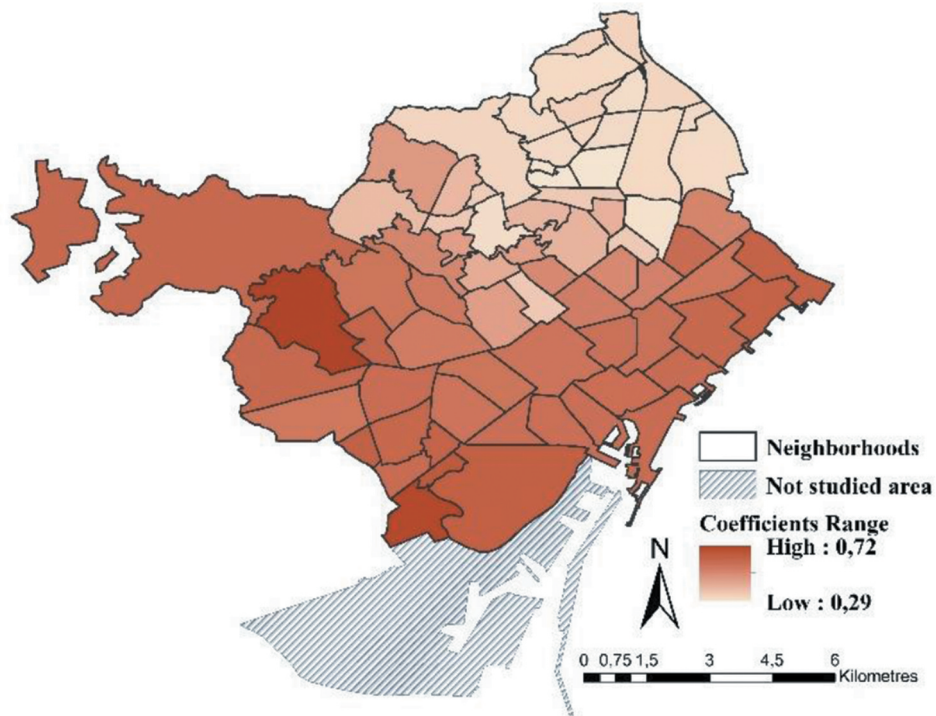 Neighborhoods
Not studied area
Coefficients Range
High : 0,72
Low : 0,29
N
0 0,75 1,5 3 4,5 6
Kilometres